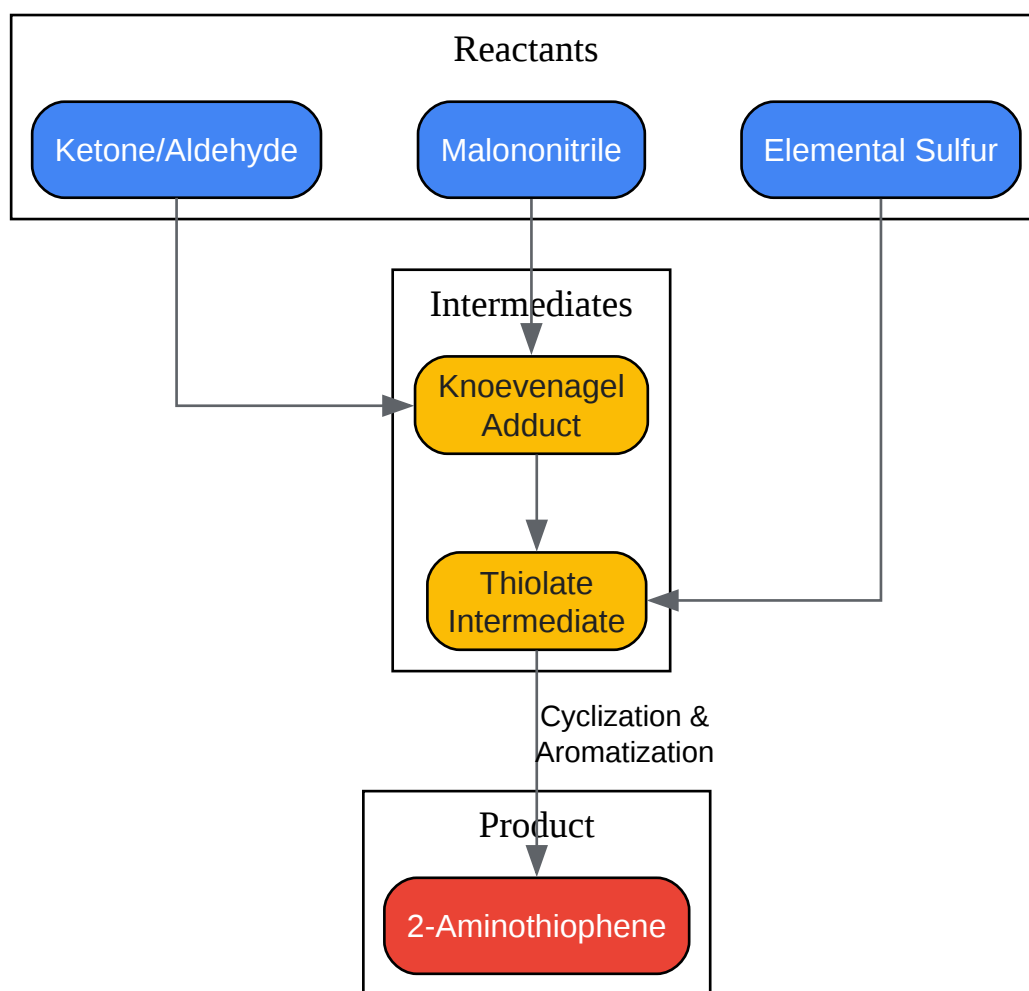 Reactants
Ketone/Aldehyde
Malononitrile
Elemental Sulfur
Intermediates
Knoevenagel
Adduct
Thiolate
Intermediate
Cyclization &
Aromatization
Product
2-Aminothiophene